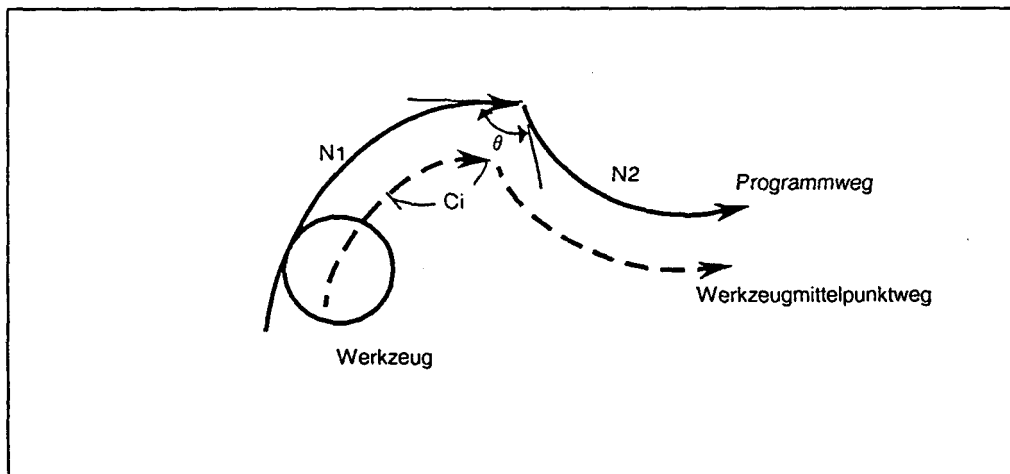 N1
θ
N2
Ci
Programmweg
Werkzeugmittelpunktweg
Werkzeug